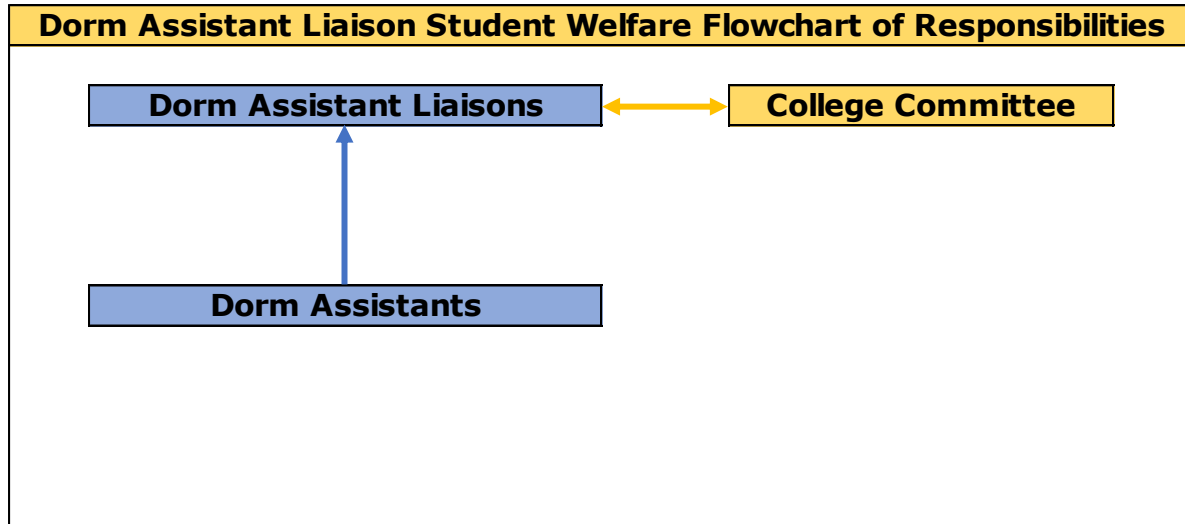 Dorm Assistant Liaison Student Welfare Flowchart of Responsibilities
Dorm Assistant Liaisons
College Committee
Dorm Assistants